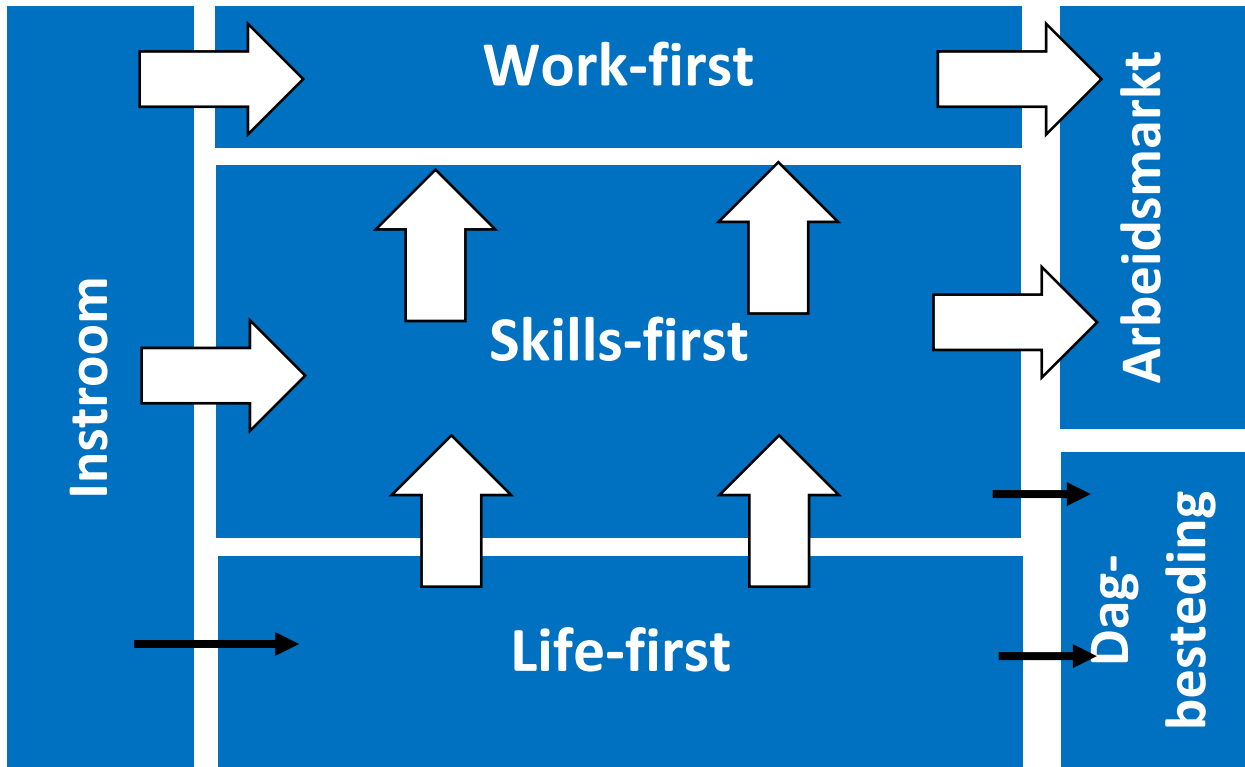 Instroom
Work-first
Skills-first
Life-first
Arbeidsmarkt
Dag-
besteding